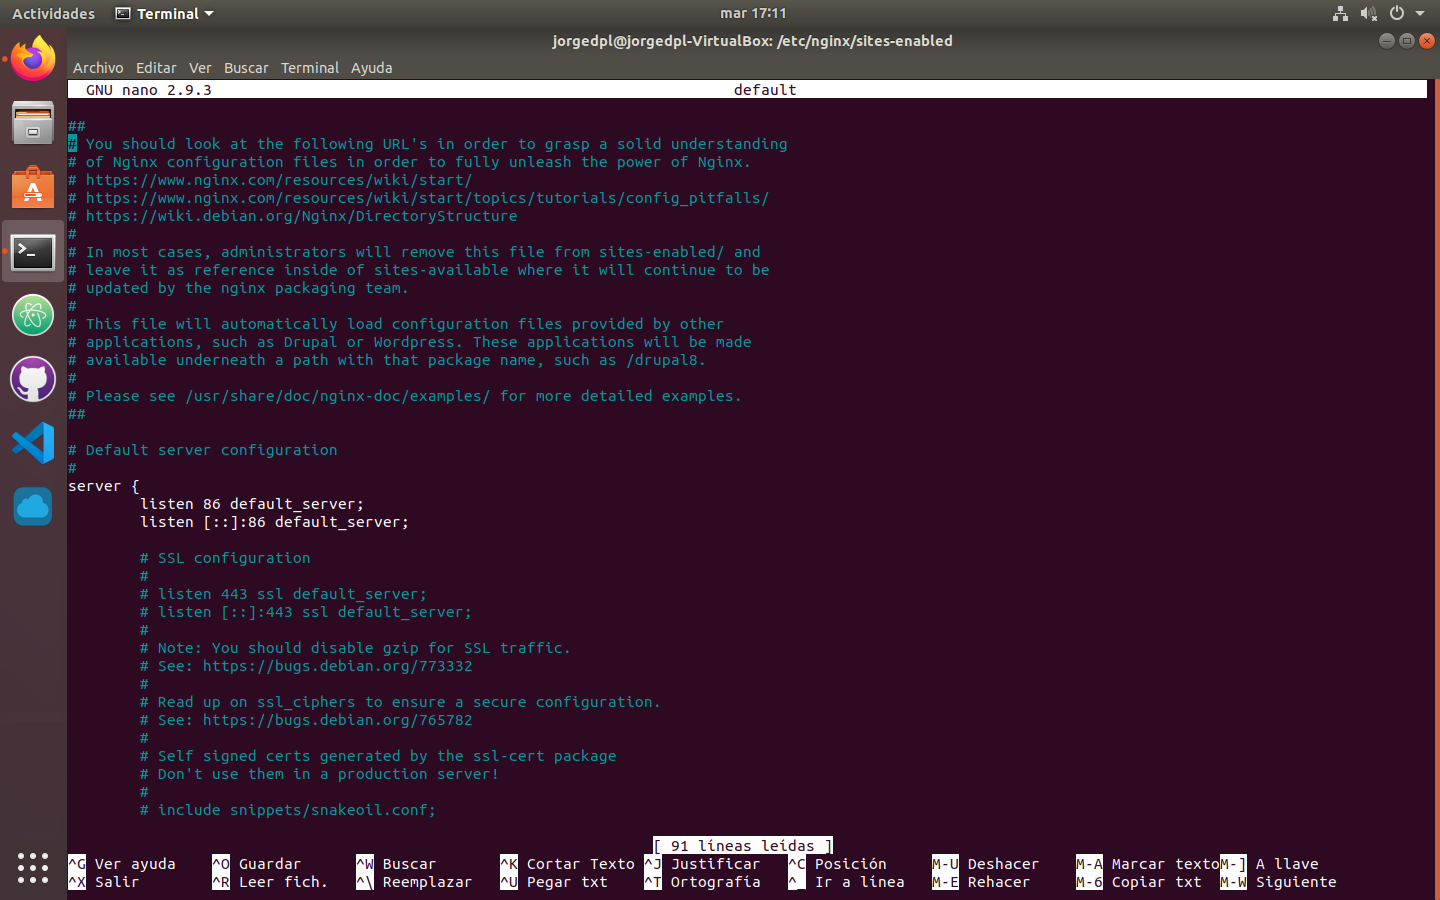 Actividades Terminal mar 17:11
jorgedpl@jorgedpl-VirtualBox: /etc/nginx/sites-enabled
Archivo Editar Ver Buscar Terminal Ayuda
GNU nano 2.9.3 default
##
# You should look at the following URL's in order to grasp a solid understanding
# of Nginx configuration files in order to fully unleash the power of Nginx.
# https://www.nginx.com/resources/wiki/start/
# https://www.nginx.com/resources/wiki/start/topics/tutorials/config_pitfalls/
# https://wiki.debian.org/Nginx/DirectoryStructure
#
# In most cases, administrators will remove this file from sites-enabled/ and
# leave it as reference inside of sites-available where it will continue to be
# updated by the nginx packaging team.
#
# This file will automatically load configuration files provided by other
# applications, such as Drupal or Wordpress. These applications will be made
# available underneath a path with that package name, such as /drupal8.
#
# Please see /usr/share/doc/nginx-doc/examples/ for more detailed examples.
##
# Default server configuration
#
server {
listen 86 default_server;
listen [::]:86 default_server;
# SSL configuration
#
# listen 443 ssl default_server;
# listen [::]:443 ssl default_server;
#
# Note: You should disable gzip for SSL traffic.
# See: https://bugs.debian.org/773332
#
# Read up on ssl_ciphers to ensure a secure configuration.
# See: https://bugs.debian.org/765782
#
# Self signed certs generated by the ssl-cert package
# Don't use them in a production server!
#
# include snippets/snakeoil.conf;
[ 91 líneas leídas ]
^G Ver ayuda ^O Guardar ^W Buscar ^K Cortar Texto ^J Justificar ^C Posición M-U Deshacer M-A Marcar texto M-] A llave
^X Salir ^R Leer fich. ^\ Reemplazar ^U Pegar txt ^T Ortografía ^_ Ir a línea M-E Rehacer M-6 Copiar txt M-W Siguiente